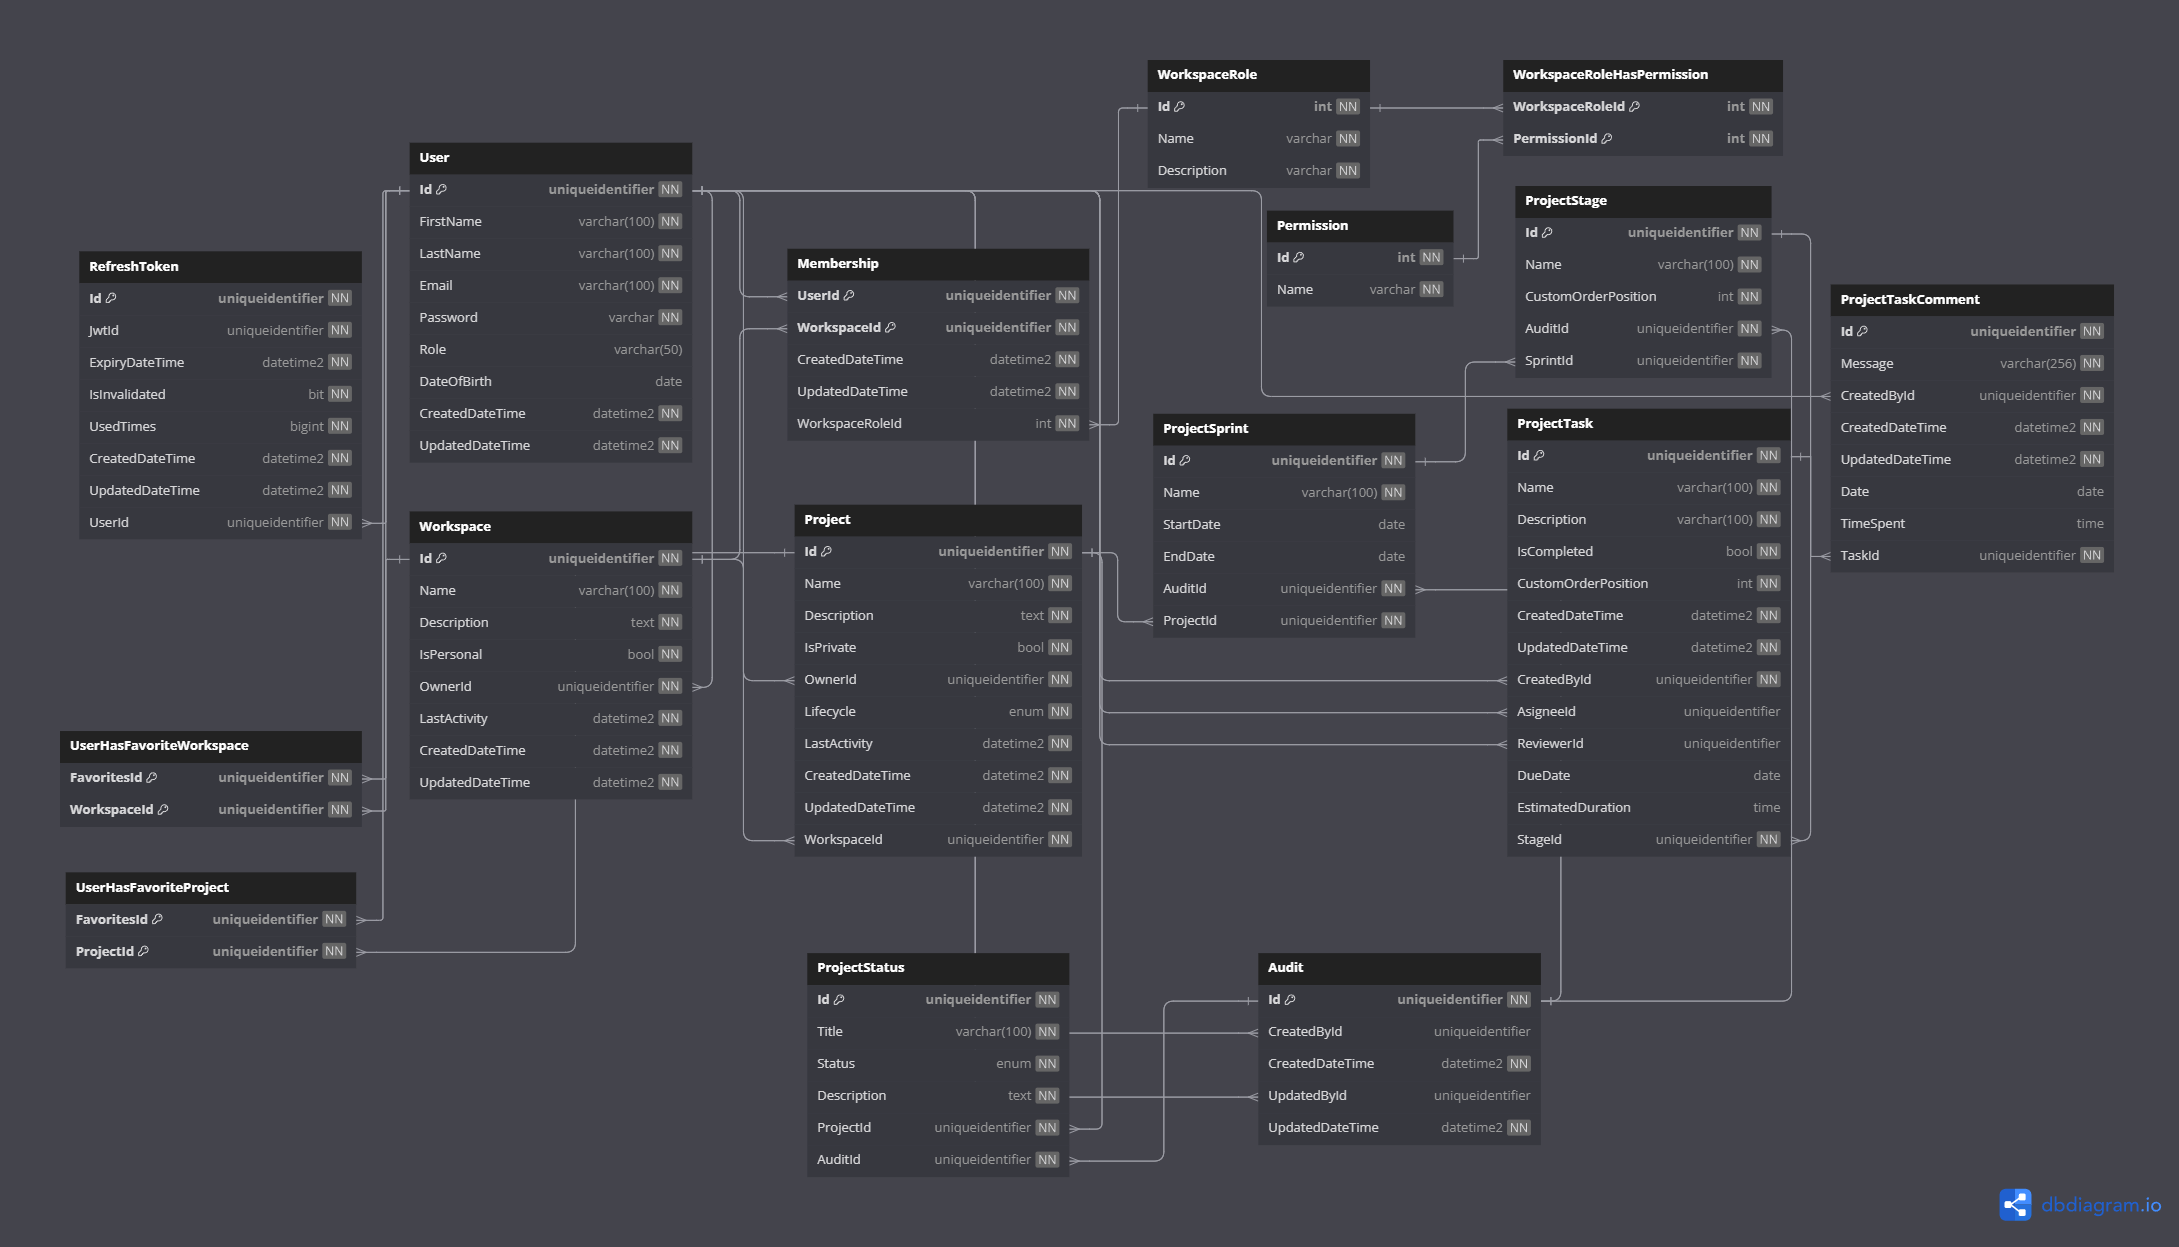 WorkspaceRole
Id int NN
Name varchar NN
Description varchar NN
WorkspaceRoleHasPermission
WorkspaceRoleId int NN
PermissionId int NN
User
Id uniqueidentifier NN
FirstName varchar(100) NN
LastName varchar(100) NN
Email varchar(100) NN
Password varchar NN
Role varchar(50)
DateOfBirth date
CreatedDateTime datetime2 NN
UpdatedDateTime datetime2 NN
ProjectStage
Id uniqueidentifier NN
Name varchar(100) NN
CustomOrderPosition int NN
AuditId uniqueidentifier NN
SprintId uniqueidentifier NN
Permission
Id int NN
Name varchar NN
RefreshToken
Id uniqueidentifier NN
JwtId uniqueidentifier NN
ExpiryDateTime datetime2 NN
IsInvalidated bit NN
UsedTimes bigint NN
CreatedDateTime datetime2 NN
UpdatedDateTime datetime2 NN
UserId uniqueidentifier NN
Membership
UserId uniqueidentifier NN
WorkspaceId uniqueidentifier NN
CreatedDateTime datetime2 NN
UpdatedDateTime datetime2 NN
WorkspaceRoleId int NN
ProjectTaskComment
Id uniqueidentifier NN
Message varchar(256) NN
CreatedById uniqueidentifier NN
CreatedDateTime datetime2 NN
UpdatedDateTime datetime2 NN
Date date
TimeSpent time
TaskId uniqueidentifier NN
ProjectSprint
Id uniqueidentifier NN
Name varchar(100) NN
StartDate date
EndDate date
AuditId uniqueidentifier NN
ProjectId uniqueidentifier NN
ProjectTask
Id uniqueidentifier NN
Name varchar(100) NN
Description varchar(100) NN
IsCompleted bool NN
CustomOrderPosition int NN
CreatedDateTime datetime2 NN
UpdatedDateTime datetime2 NN
CreatedById uniqueidentifier NN
AsigneeId uniqueidentifier
ReviewerId uniqueidentifier
DueDate date
EstimatedDuration time
StageId uniqueidentifier NN
Workspace
Id uniqueidentifier NN
Name varchar(100) NN
Description text NN
IsPersonal bool NN
OwnerId uniqueidentifier NN
LastActivity datetime2 NN
CreatedDateTime datetime2 NN
UpdatedDateTime datetime2 NN
Project
Id uniqueidentifier NN
Name varchar(100) NN
Description text NN
IsPrivate bool NN
OwnerId uniqueidentifier NN
Lifecycle enum NN
LastActivity datetime2 NN
CreatedDateTime datetime2 NN
UpdatedDateTime datetime2 NN
WorkspaceId uniqueidentifier NN
UserHasFavoriteWorkspace
FavoritesId uniqueidentifier NN
WorkspaceId uniqueidentifier NN
UserHasFavoriteProject
FavoritesId uniqueidentifier NN
ProjectId uniqueidentifier NN
ProjectStatus
Id uniqueidentifier NN
Title varchar(100) NN
Status enum NN
Description text NN
ProjectId uniqueidentifier NN
AuditId uniqueidentifier NN
Audit
Id uniqueidentifier NN
CreatedById uniqueidentifier
CreatedDateTime datetime2 NN
UpdatedById uniqueidentifier
UpdatedDateTime datetime2 NN
dbdiagram.io